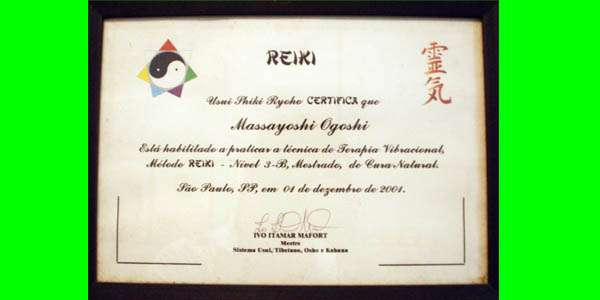 REIKI
靈
気
Usui Shiki Ryoho CERTIFICA que
Massayoshi Ogoshi
Está habilitado a praticar a técnica de Terapia Vibracional,
Método REIKI - Nível 3-B, Mestrado, de Cura Natural.
São Paulo, SP, em 01 de dezembro de 2001.
IVO ITAMAR MAFORT
Mestre
Sistema Usui, Tibetano, Osho e Kahuna